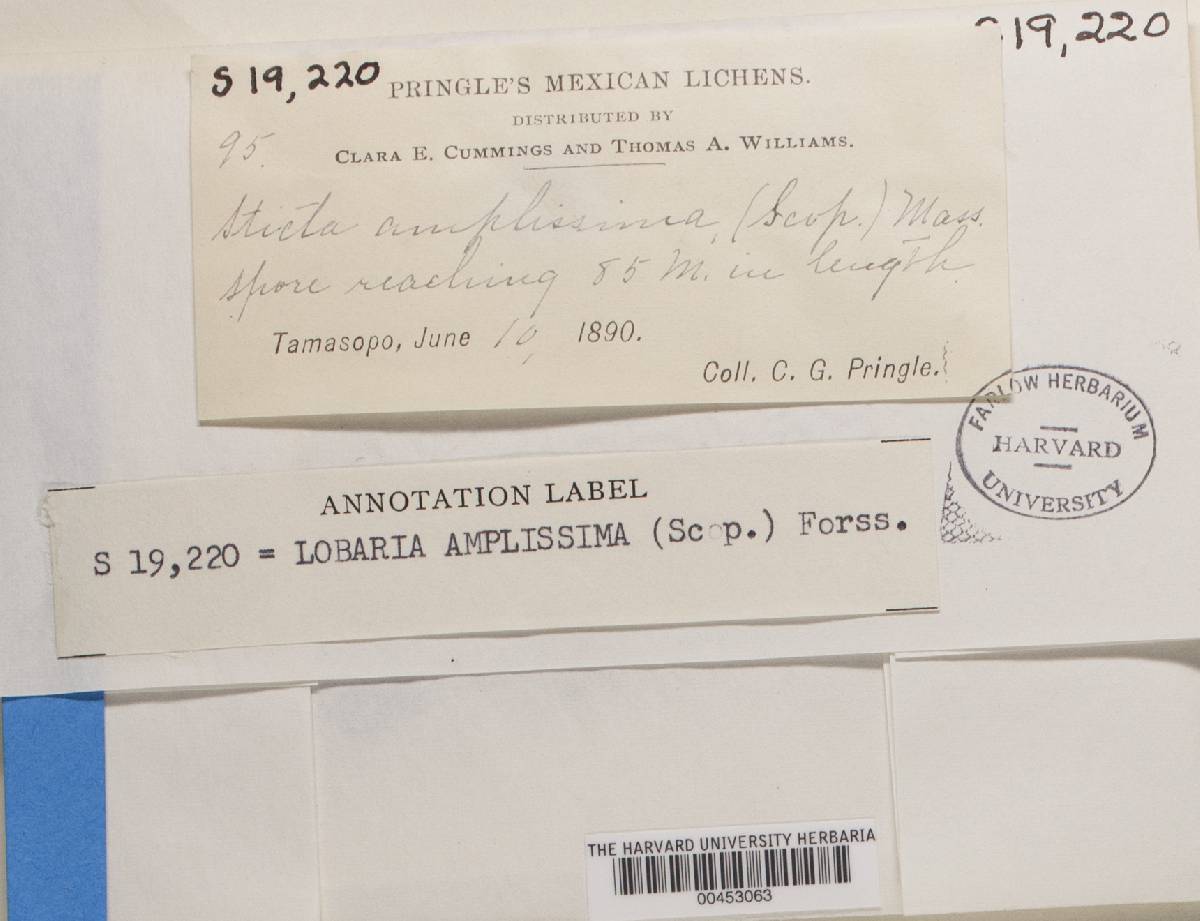 S 19,220
S 19,220 PRINGLE'S MEXICAN LICHENS.
DISTRIBUTED BY
95. CLARA E. CUMMINGS AND THOMAS A. WILLIAMS.
Sticta amplissima, (Scop.) Mass.
spore reaching 85 M. in length
Tamasopo, June 10, 1890.
Coll. C. G. Pringle.
FARLOW HERBARIUM
HARVARD
UNIVERSITY
ANNOTATION LABEL
S 19,220 = LOBARIA AMPLISSIMA (Scop.) Forss.
THE HARVARD UNIVERSITY HERBARIA
00453063